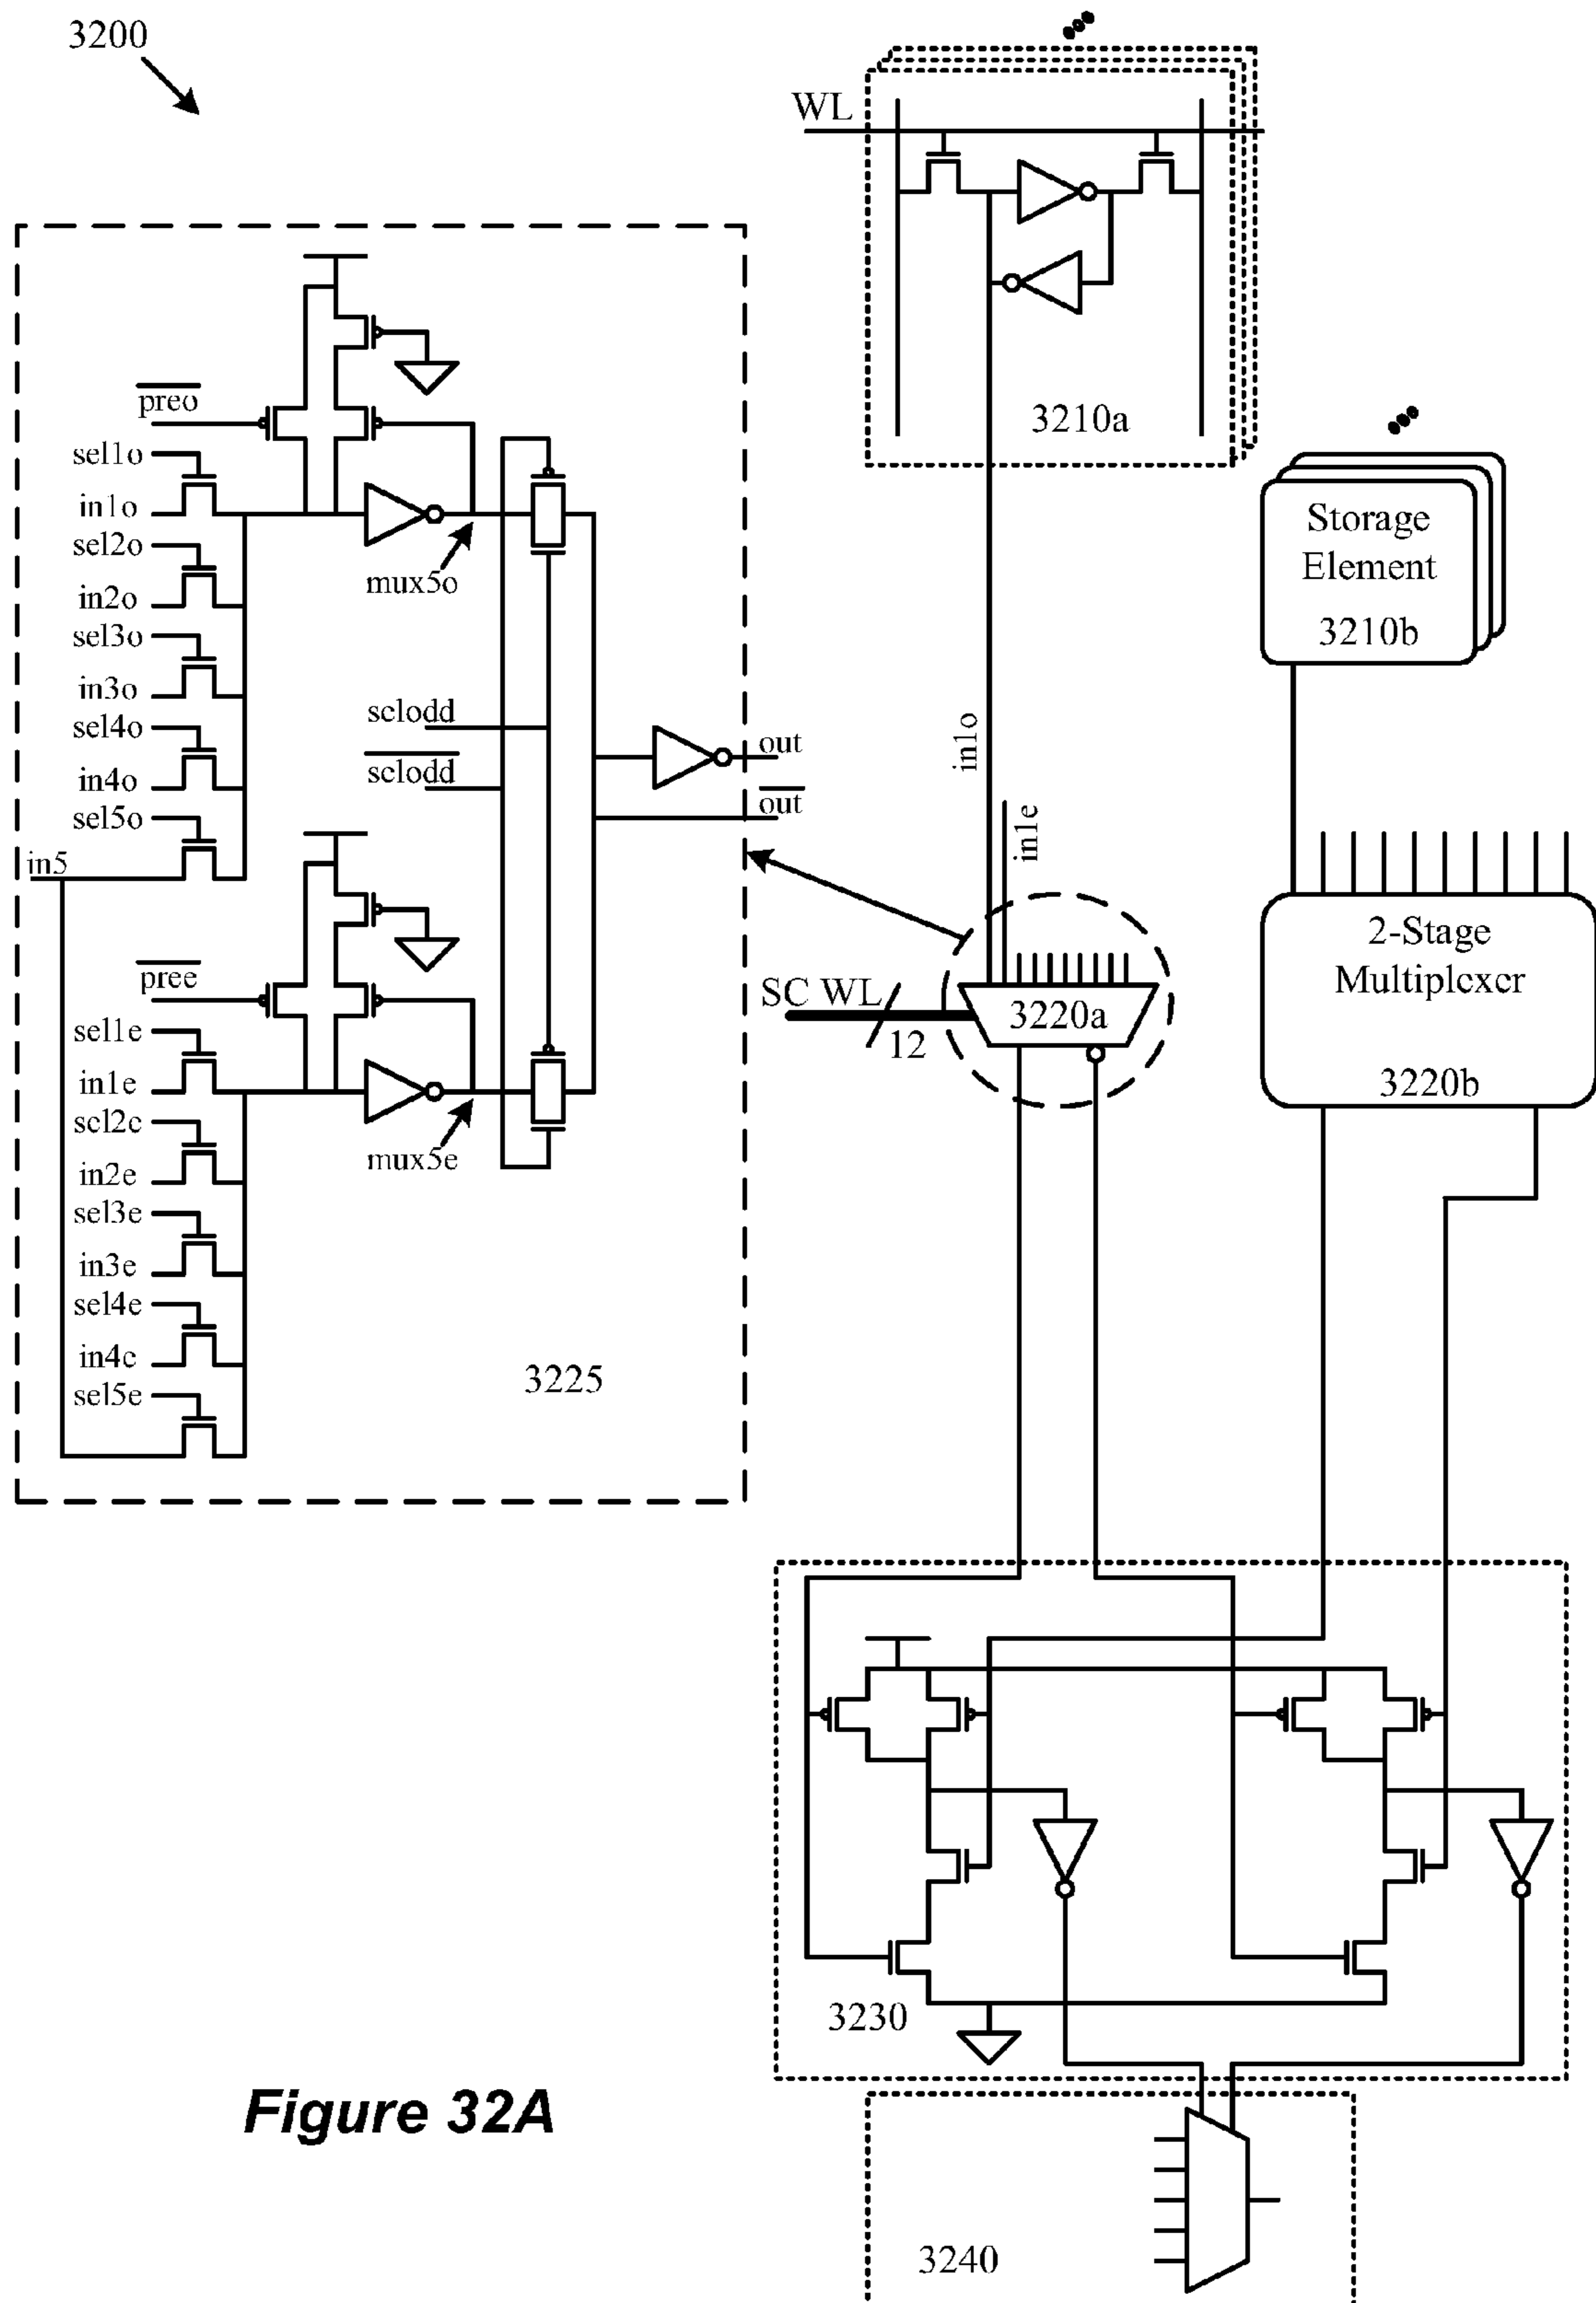 3200
WL
3210a
preo
sel1o
in1o
sel2o
in2o
sel3o
in3o
sel4o
in4o
sel5o
in5
mux5o
selodd
selodd
out
out
pree
sel1e
in1e
sel2e
in2e
sel3e
in3e
sel4e
in4e
sel5e
mux5e
3225
in1o
in1e
SC WL
12
3220a
Storage
Element
3210b
2-Stage
Multiplexer
3220b
3230
3240
Figure 32A